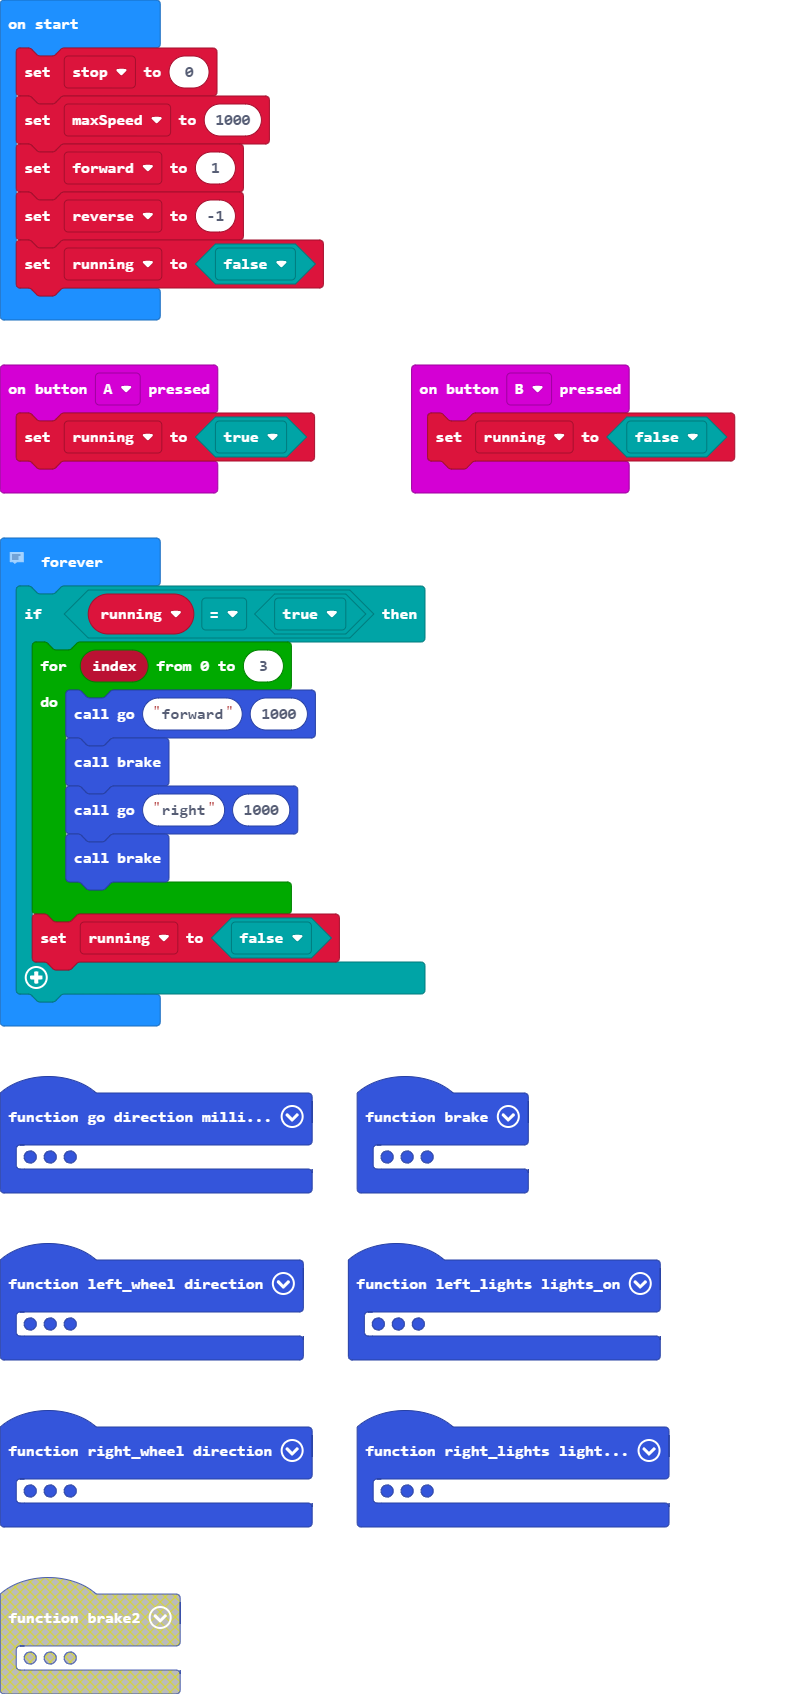 on start
set stop to 0
set maxSpeed to 1000
set forward to 1
set reverse to -1
set running to false
on button A pressed
set running to true
on button B pressed
set running to false
forever
if running = true then
for index from 0 to 3
do
call go "forward" 1000
call brake
call go "right" 1000
call brake
set running to false
function go direction milli...
function brake
function left_wheel direction
function left_lights lights_on
function right_wheel direction
function right_lights light...
function brake2